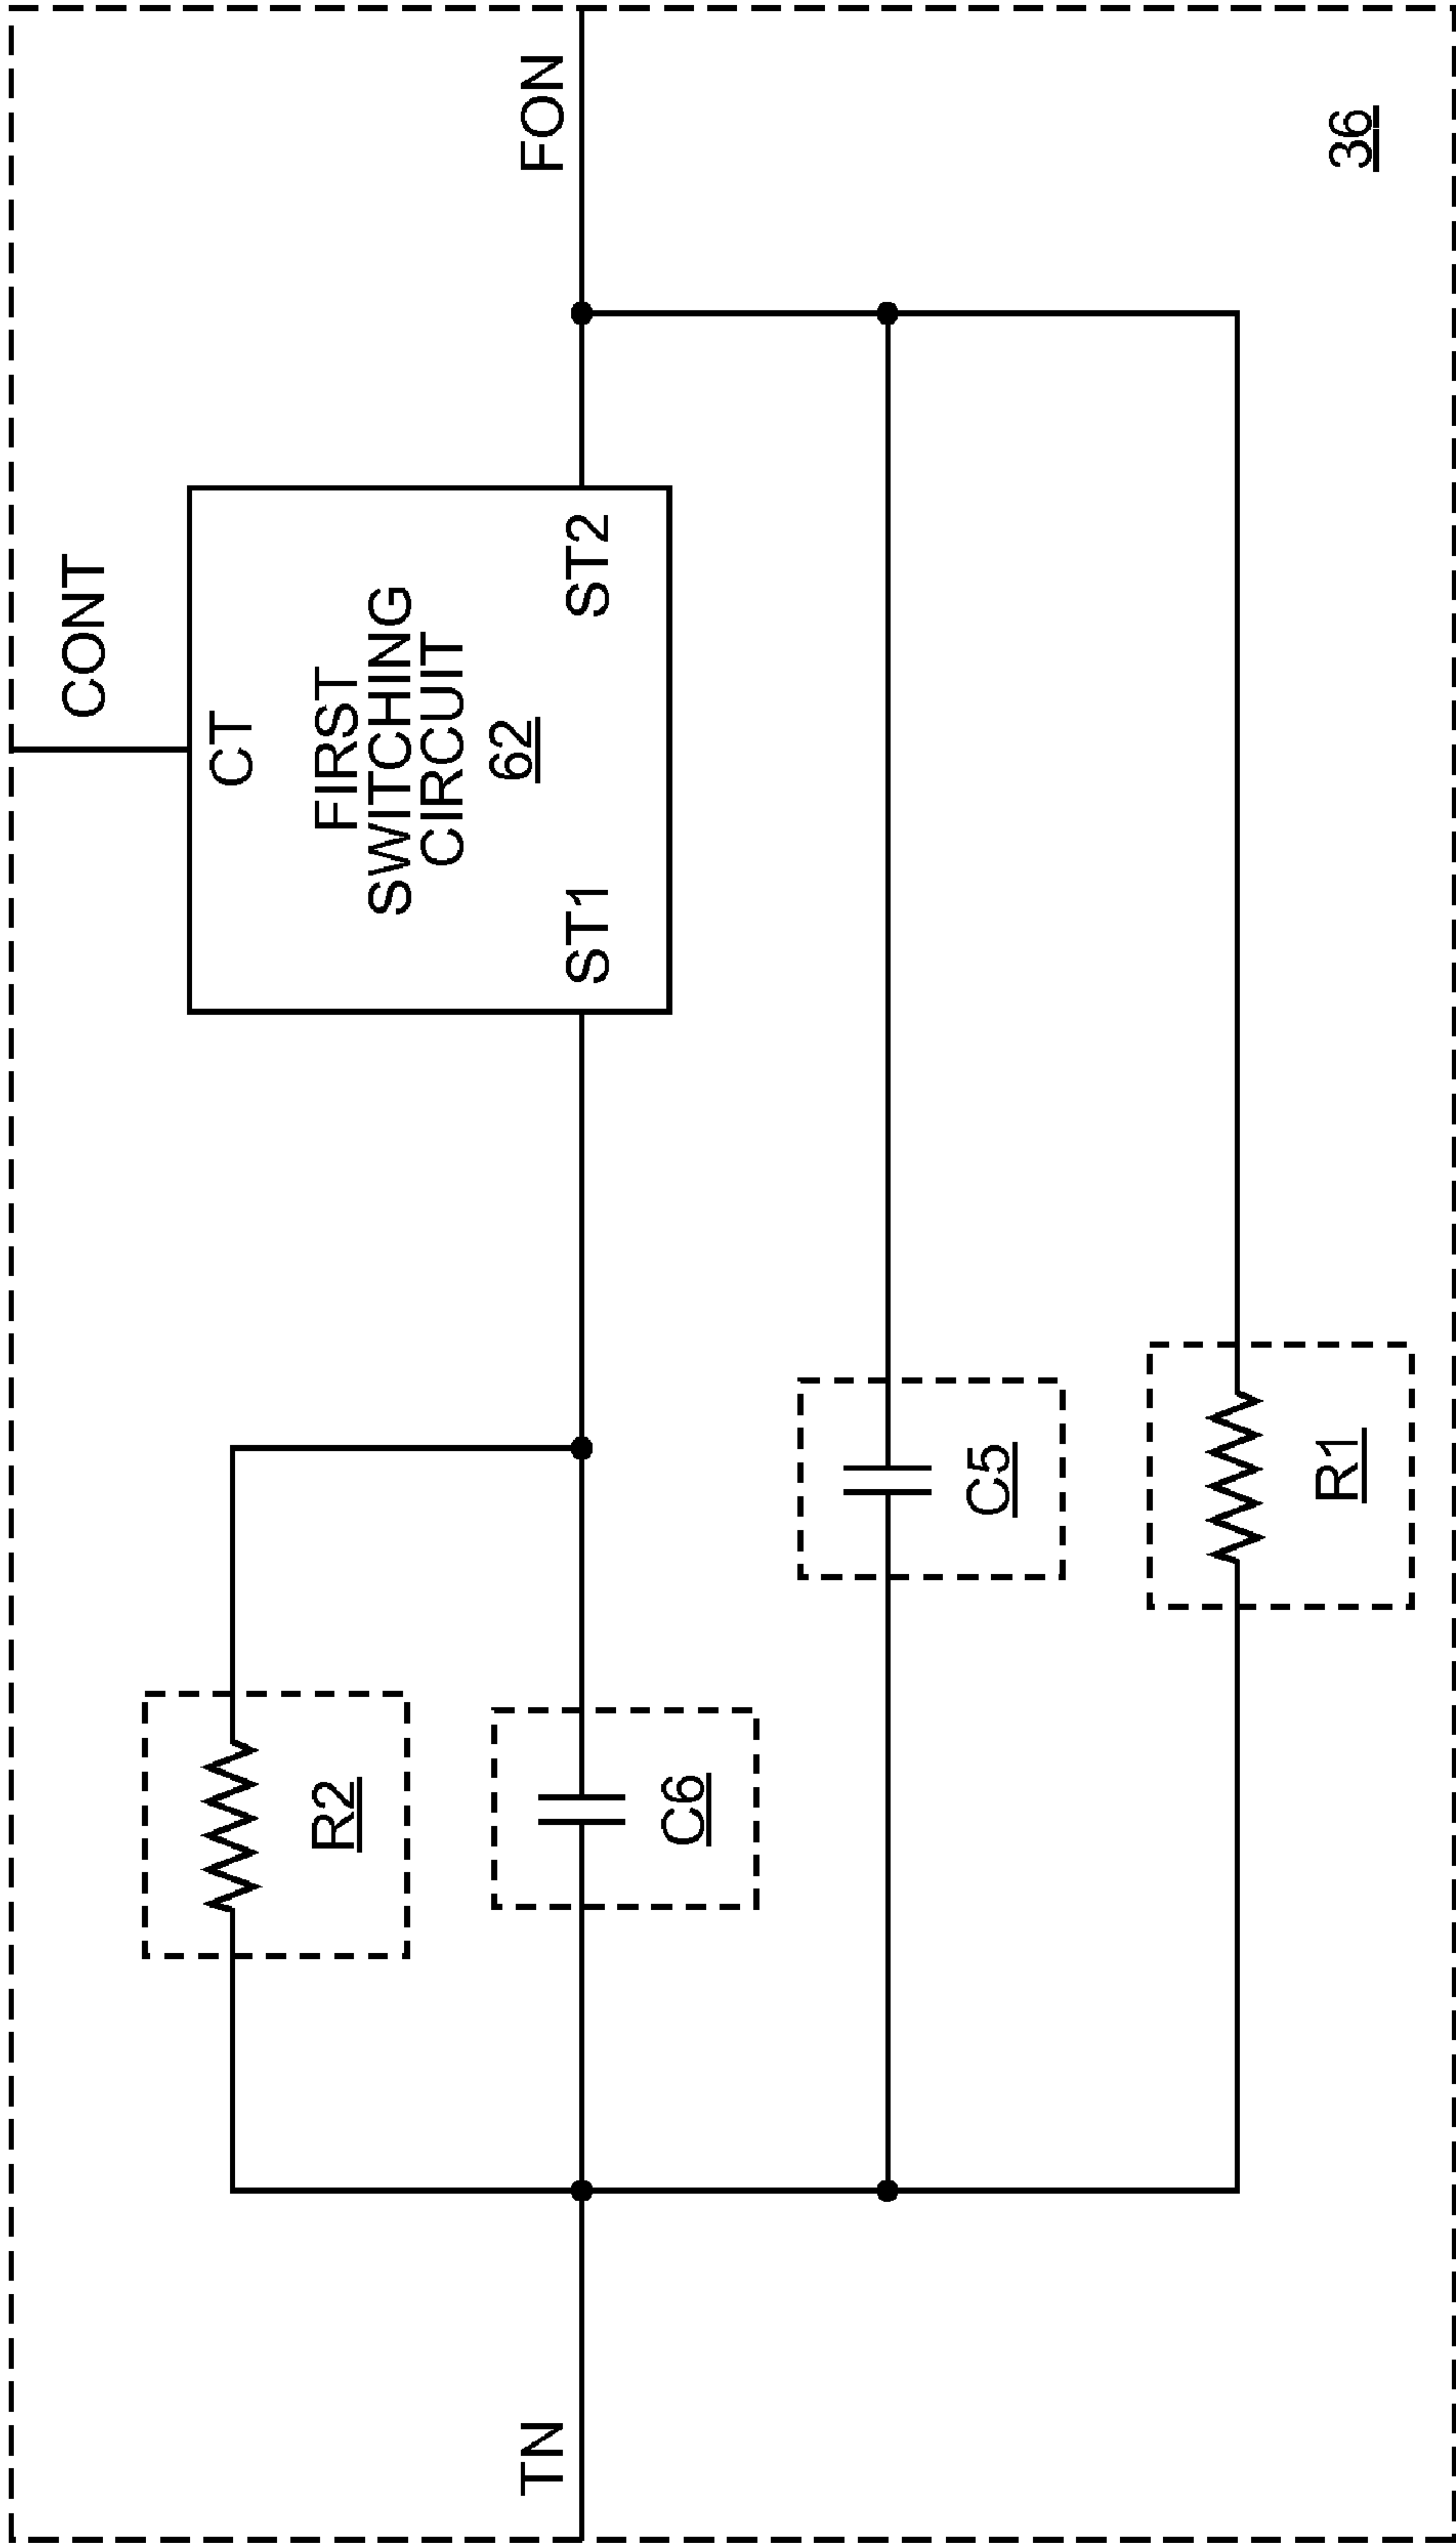 CONT
CT
FIRST
SWITCHING
CIRCUIT
62
ST1
ST2
TN
FON
R2
C6
C5
R1
36